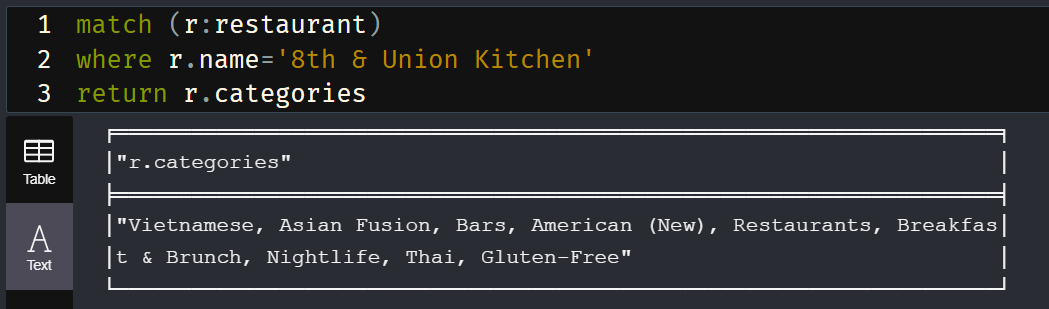 1 match (r:restaurant)
2 where r.name='8th & Union Kitchen'
3 return r.categories
"r.categories"
Table
"Vietnamese, Asian Fusion, Bars, American (New), Restaurants, Breakfas
t & Brunch, Nightlife, Thai, Gluten-Free"
A
Text